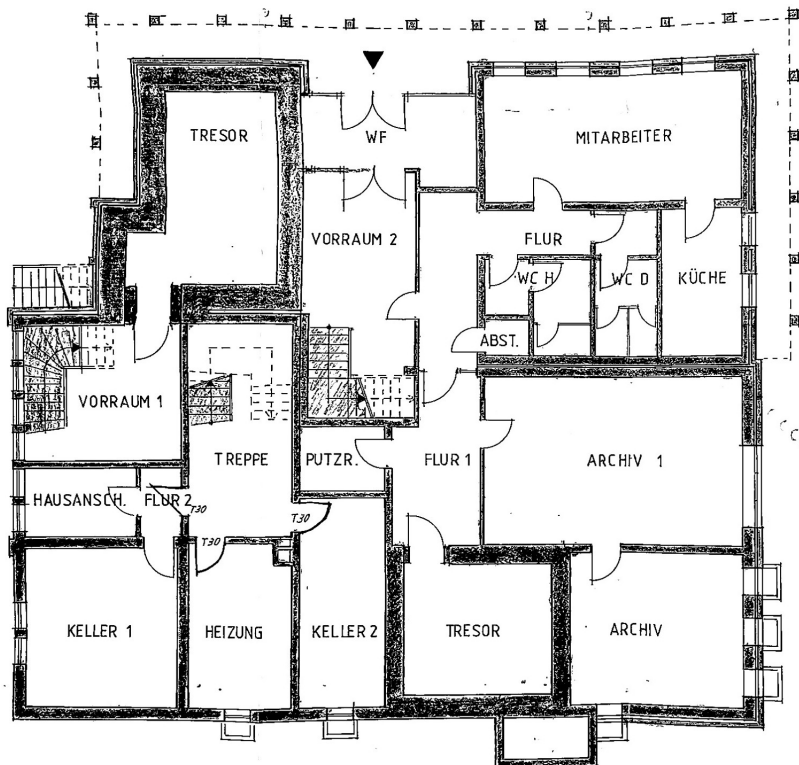 TRESOR
WF
MITARBEITER
VORRAUM 2
FLUR
WC H
WC D
KÜCHE
ABST.
VORRAUM 1
TREPPE
PUTZR.
FLUR 1
ARCHIV 1
HAUSANSCH.
FLUR 2
T30
T30
T30
KELLER 1
HEIZUNG
KELLER 2
TRESOR
ARCHIV